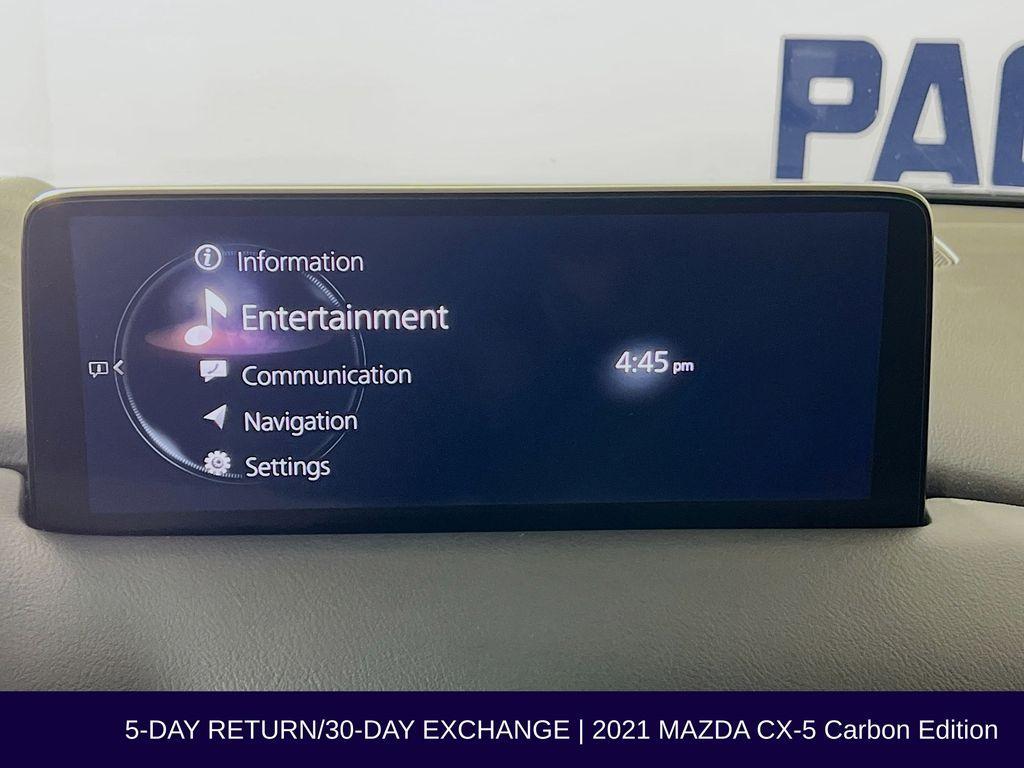 PAC
Information
Entertainment
Communication
Navigation
Settings
4:45 pm
5-DAY RETURN/30-DAY EXCHANGE | 2021 MAZDA CX-5 Carbon Edition